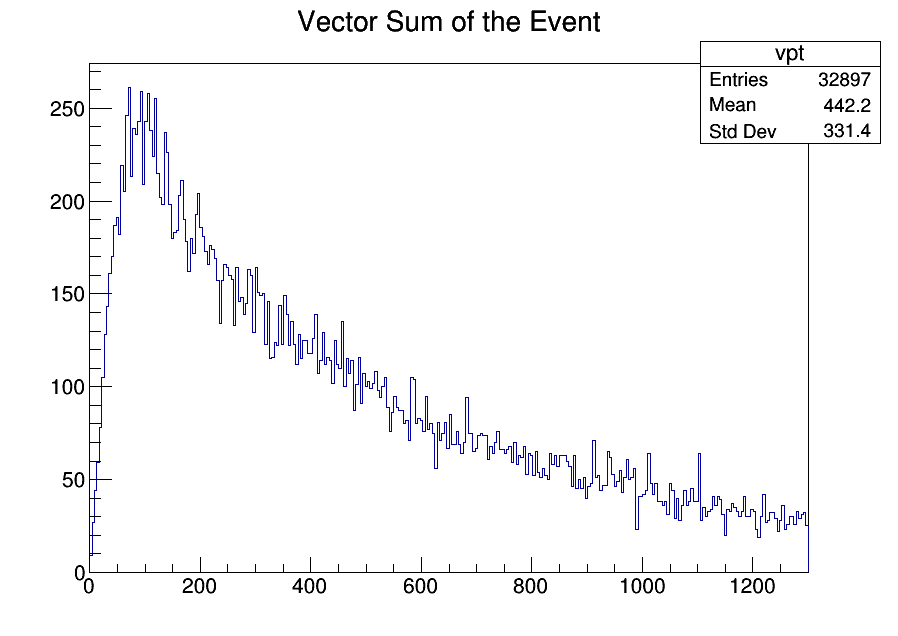 Vector Sum of the Event
vpt
Entries 32897
Mean 442.2
Std Dev 331.4
250
200
150
100
50
0
0 200 400 600 800 1000 1200